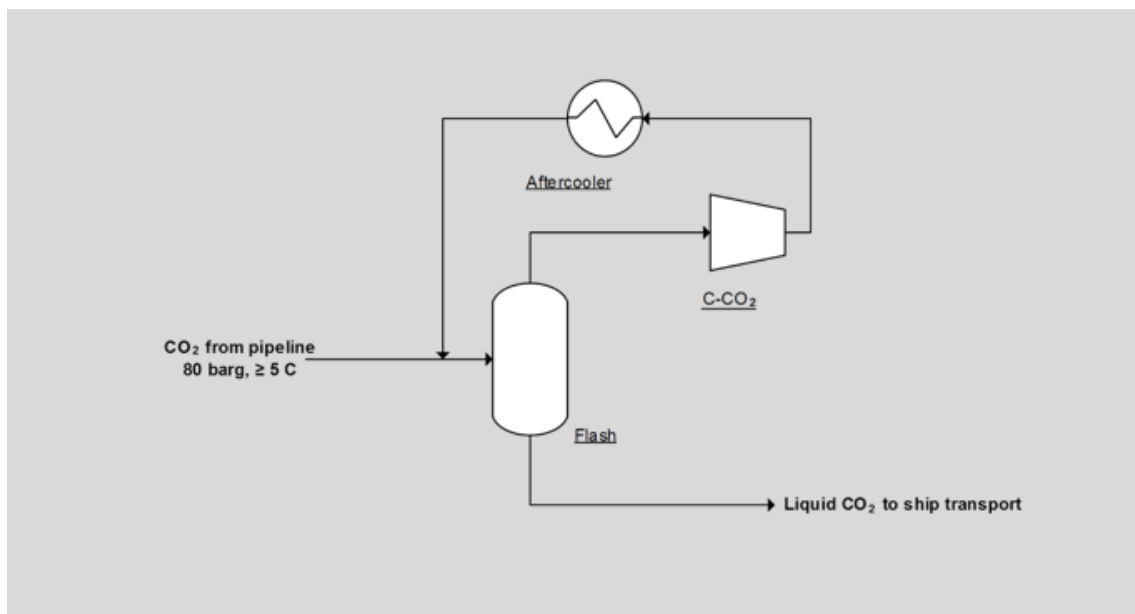 Aftercooler
C-CO₂
CO₂ from pipeline
80 barg, ≥ 5 C
Flash
Liquid CO₂ to ship transport